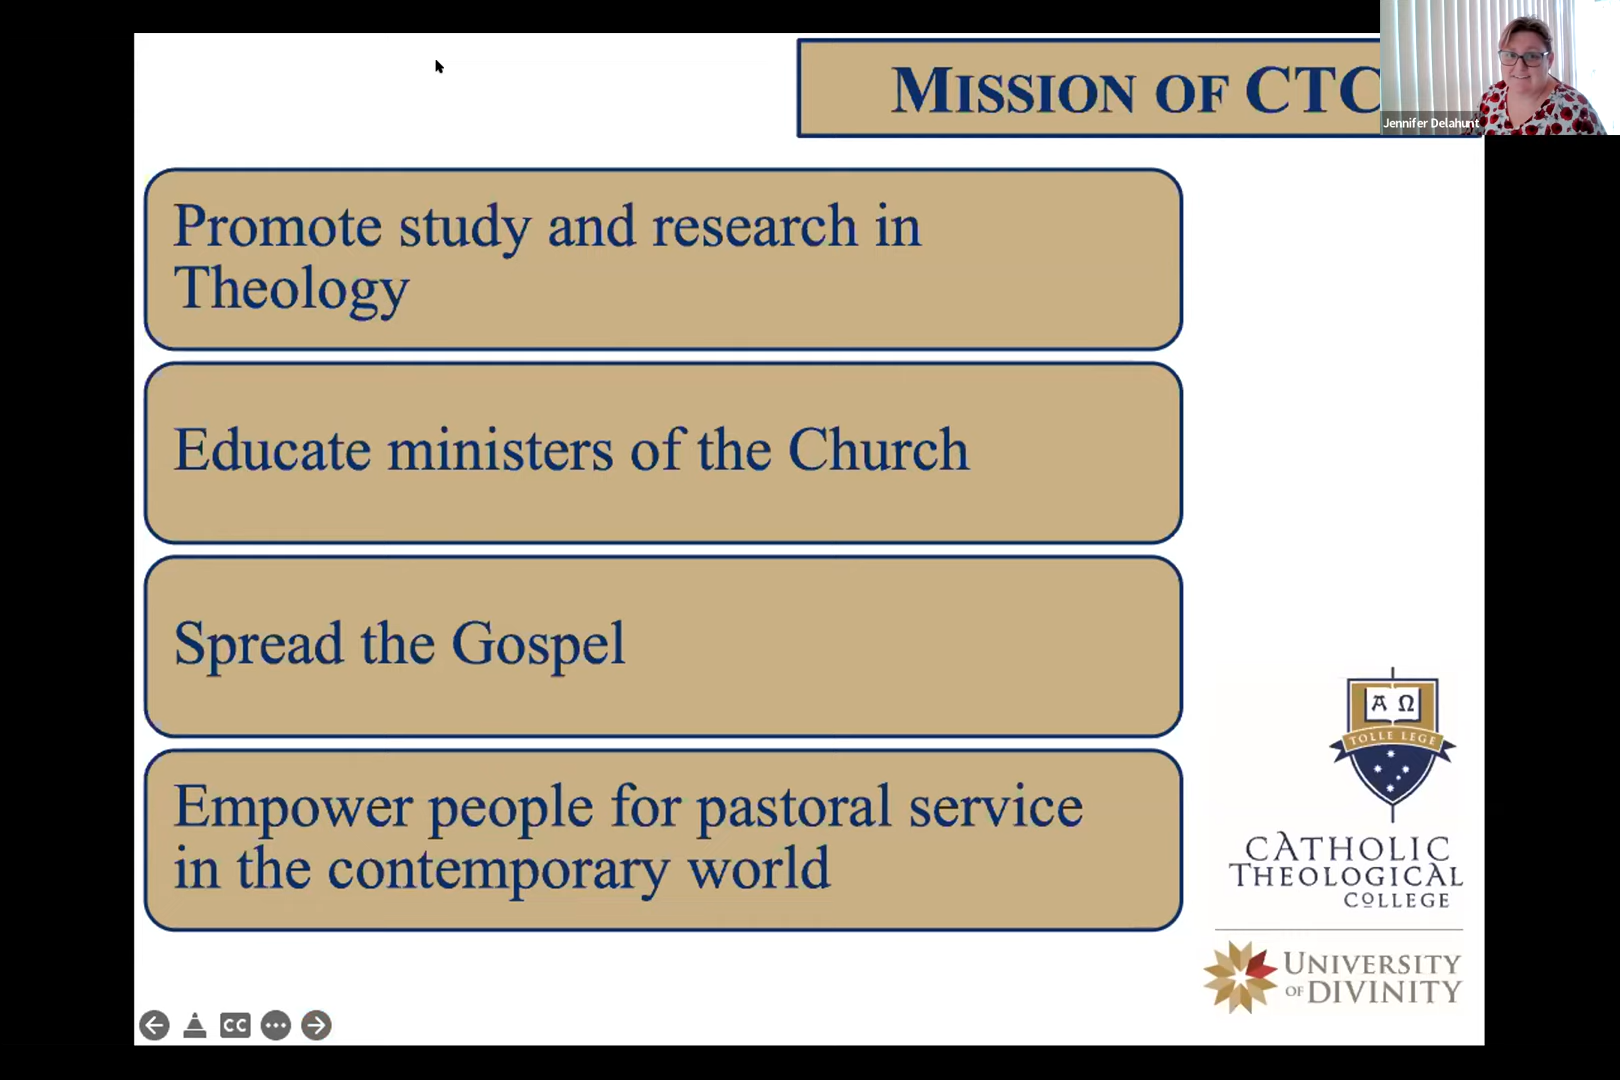 MISSION OF CTC
Jennifer Delahunt
Promote study and research in
Theology
Educate ministers of the Church
Spread the Gospel
Empower people for pastoral service
in the contemporary world
A Ω
TOLLE LEGE
CATHOLIC
THEOLOGICAL
COLLEGE
UNIVERSITY
OF DIVINITY
CC